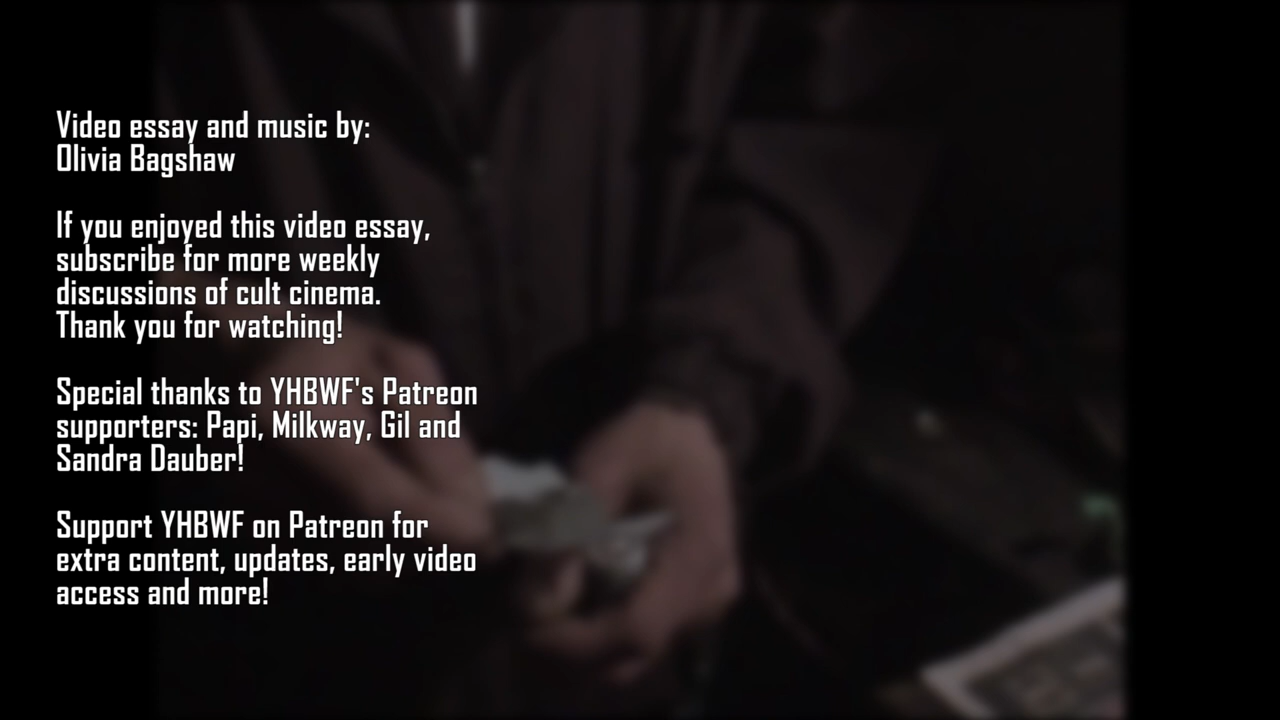 Video essay and music by:
Olivia Bagshaw
If you enjoyed this video essay,
subscribe for more weekly
discussions of cult cinema.
Thank you for watching!
Special thanks to YHBWF's Patreon
supporters: Papi, Milkway, Gil and
Sandra Dauber!
Support YHBWF on Patreon for
extra content, updates, early video
access and more!